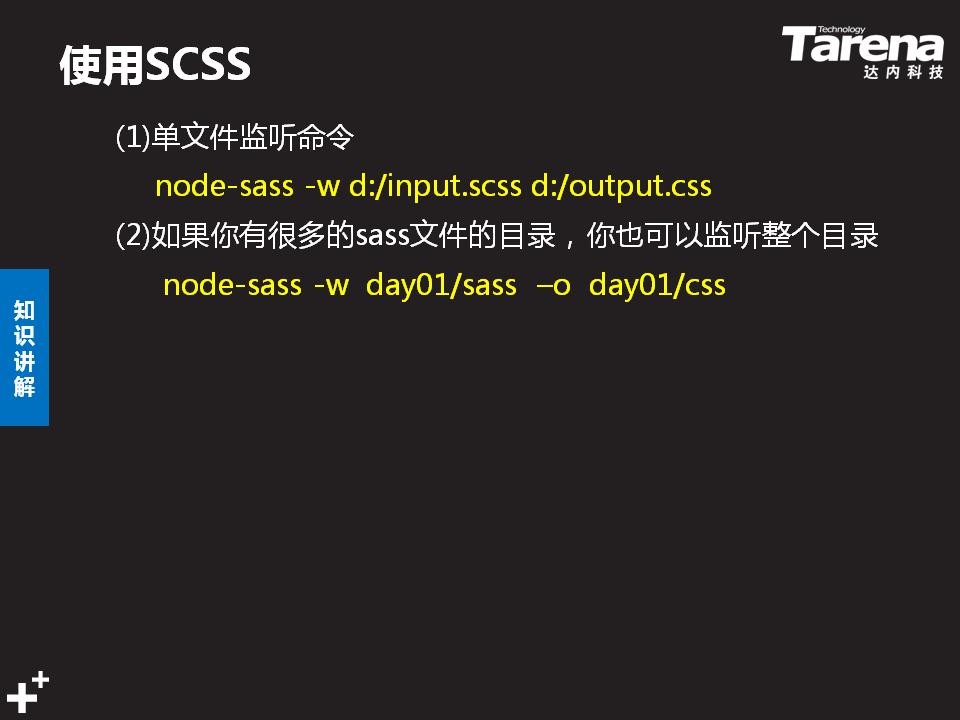 使用SCSS
Technology
Tarena
达内科技
(1)单文件监听命令
node-sass -w d:/input.scss d:/output.css
(2)如果你有很多的sass文件的目录，你也可以监听整个目录
node-sass -w  day01/sass  –o  day01/css
知识讲解